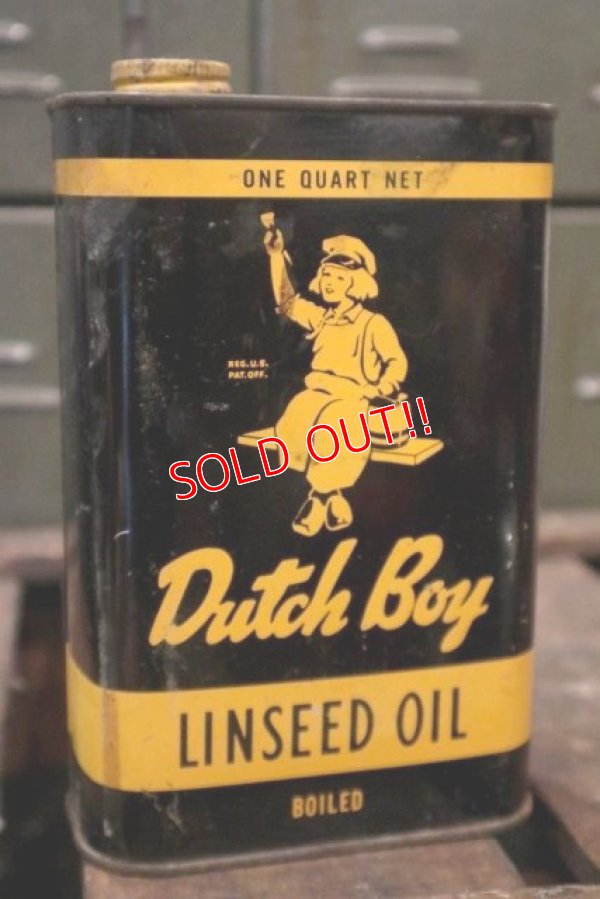 ONE QUART NET
REG.U.S.
PAT.OFF.
SOLD OUT!!
Dutch Boy
LINSEED OIL
BOILED